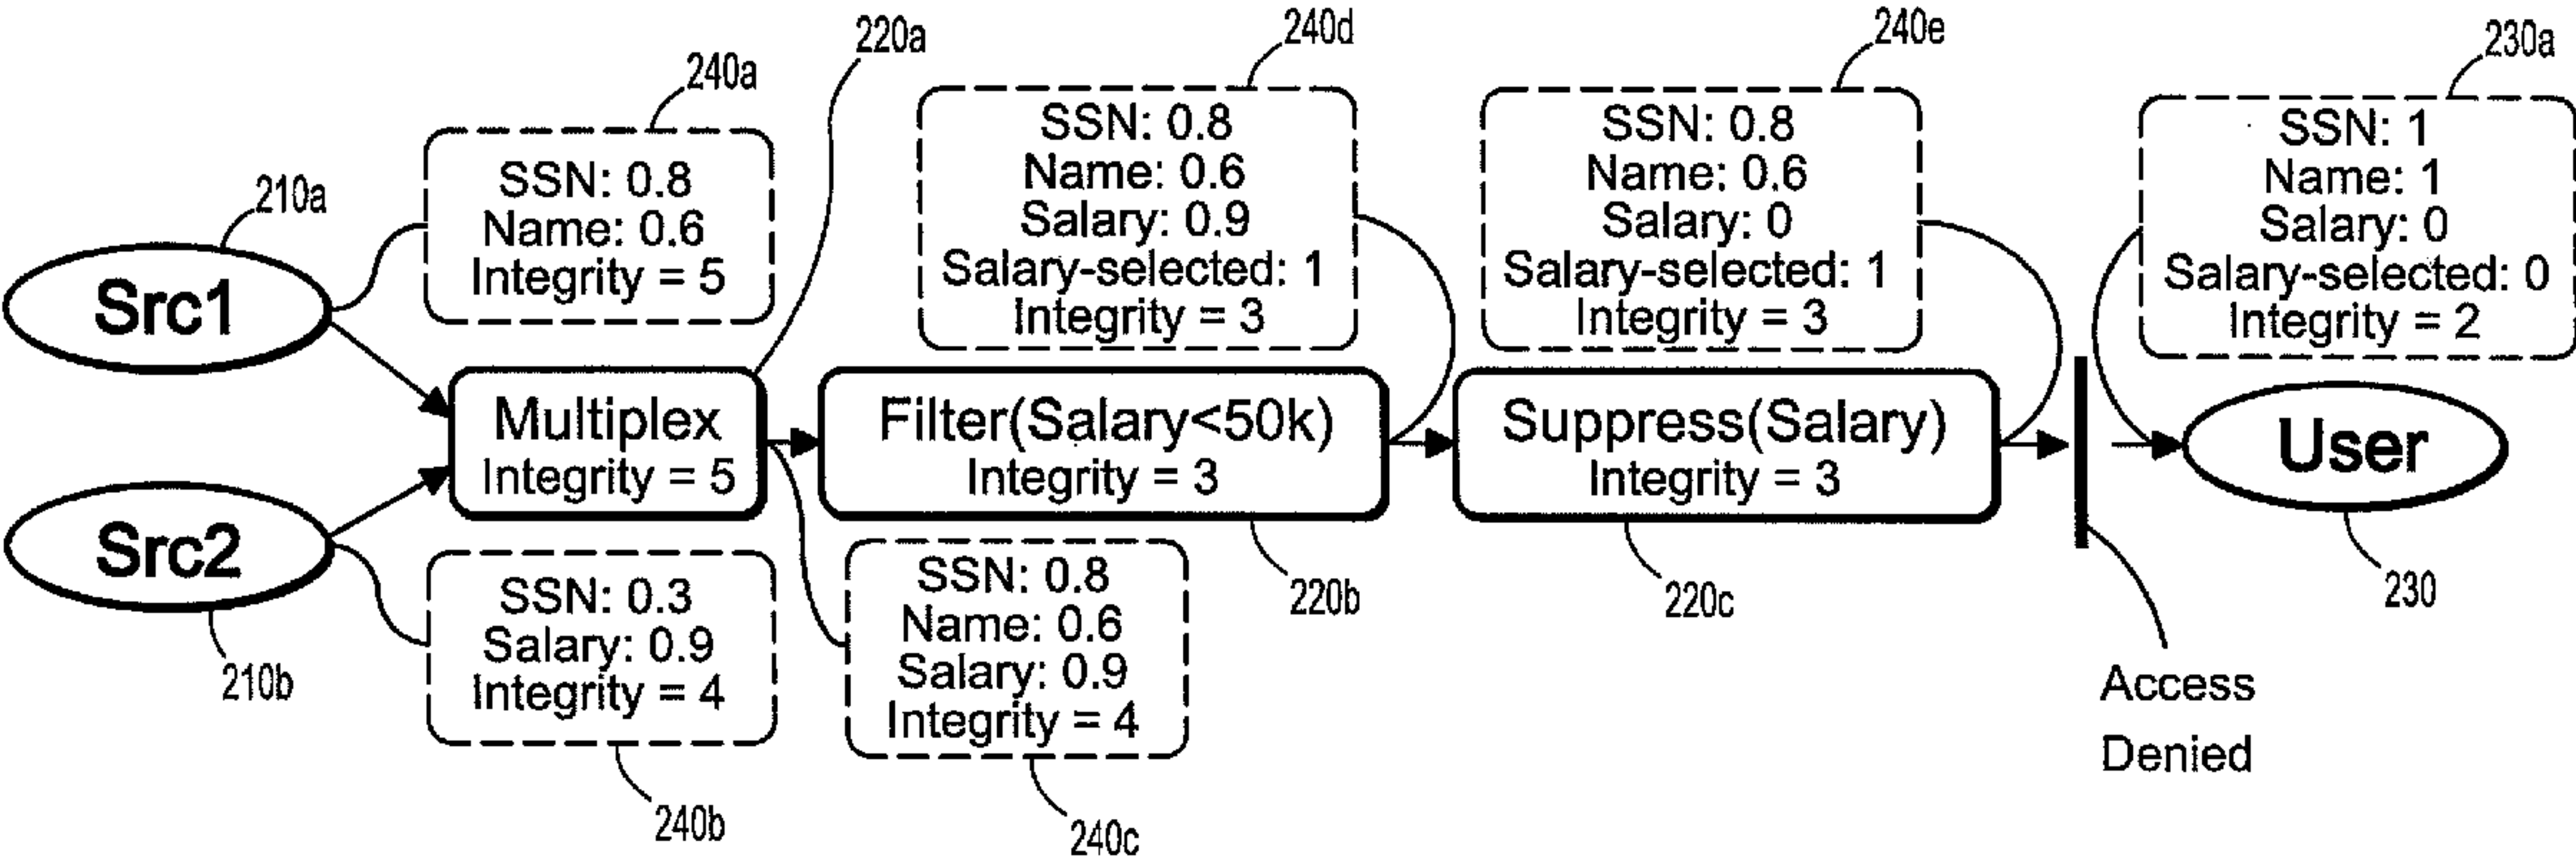 220a
240d
240e
230a
240a
SSN: 0.8
Name: 0.6
Integrity = 5
SSN: 0.8
Name: 0.6
Salary: 0.9
Salary-selected: 1
Integrity = 3
SSN: 0.8
Name: 0.6
Salary: 0
Salary-selected: 1
Integrity = 3
SSN: 1
Name: 1
Salary: 0
Salary-selected: 0
Integrity = 2
210a
Src1
Multiplex
Integrity = 5
Filter(Salary<50k)
Integrity = 3
Suppress(Salary)
Integrity = 3
User
Src2
210b
SSN: 0.3
Salary: 0.9
Integrity = 4
SSN: 0.8
Name: 0.6
Salary: 0.9
Integrity = 4
220b
220c
230
Access
Denied
240b
240c